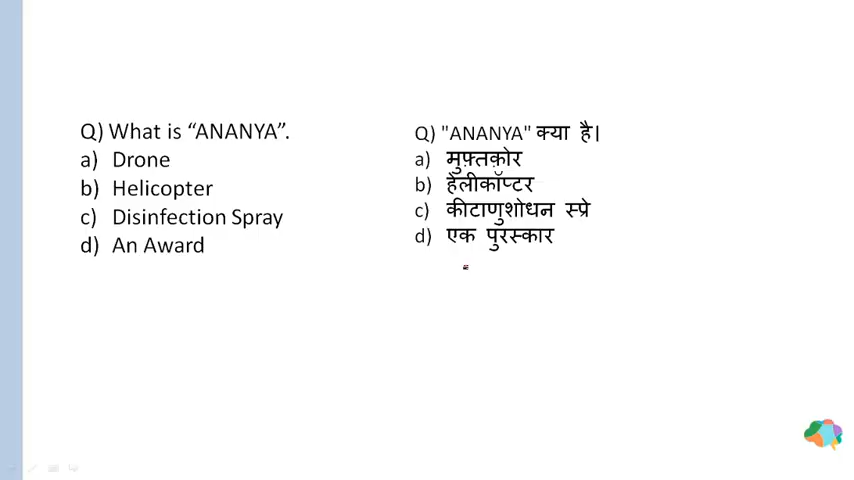 Q) What is “ANANYA”.
a) Drone
b) Helicopter
c) Disinfection Spray
d) An Award
Q) "ANANYA" क्या है।
a) मुफ़्तक़ोर
b) हेलीकॉप्टर
c) कीटाणुशोधन स्प्रे
d) एक पुरस्कार